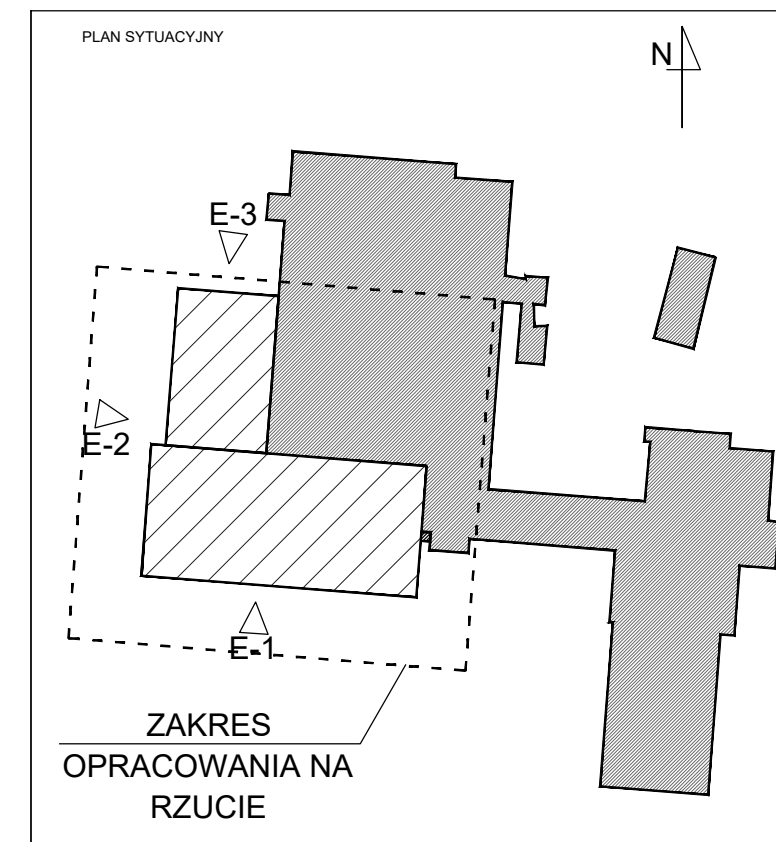 PLAN SYTUACYJNY
N
E-3
E-2
E-1
ZAKRES
OPRACOWANIA NA
RZUCIE